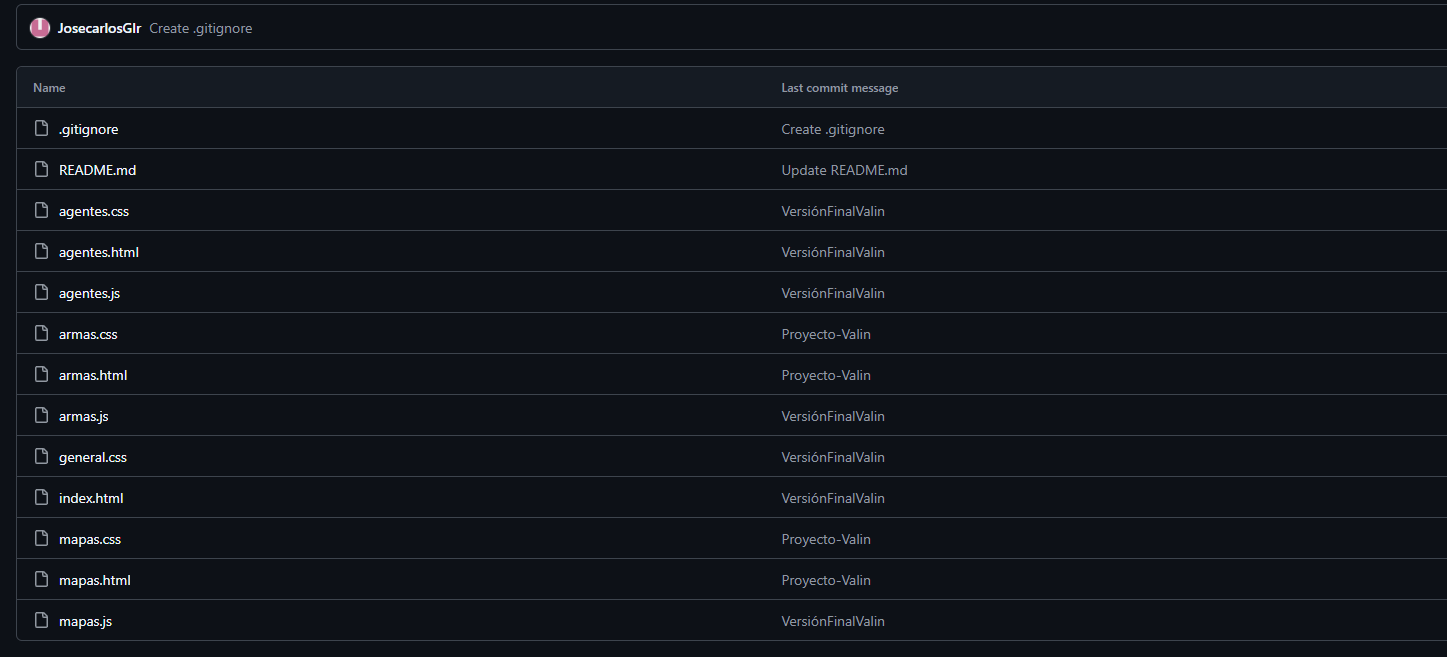 JosecarlosGlr Create .gitignore
Name Last commit message
.gitignore Create .gitignore
README.md Update README.md
agentes.css VersiónFinalValin
agentes.html VersiónFinalValin
agentes.js VersiónFinalValin
armas.css Proyecto-Valin
armas.html Proyecto-Valin
armas.js VersiónFinalValin
general.css VersiónFinalValin
index.html VersiónFinalValin
mapas.css Proyecto-Valin
mapas.html Proyecto-Valin
mapas.js VersiónFinalValin